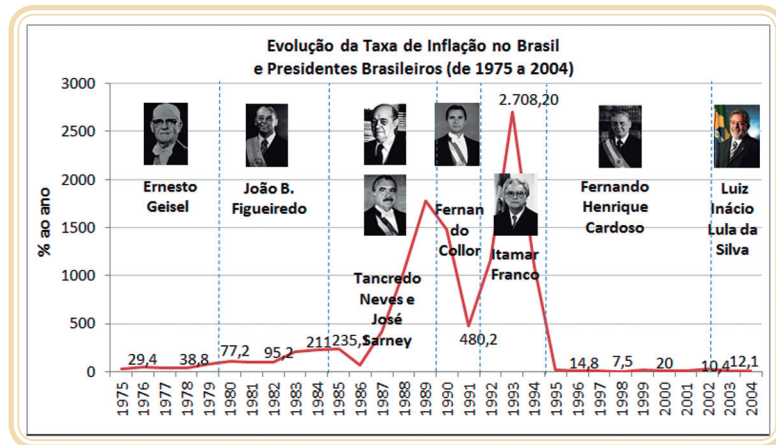 Evolução da Taxa de Inflação no Brasil
e Presidentes Brasileiros (de 1975 a 2004)
% ao ano
3000
2500
2000
1500
1000
500
0
Ernesto
Geisel
João B.
Figueiredo
Tancredo
Neves e
José
Sarney
Fernan
do
Collor
Itamar
Franco
Fernando
Henrique
Cardoso
Luiz
Inácio
Lula da
Silva
29,4
38,8
77,2
95,2
211
235,1
480,2
2.708,20
14,8
7,5
20
10,4
12,1
1975
1976
1977
1978
1979
1980
1981
1982
1983
1984
1985
1986
1987
1988
1989
1990
1991
1992
1993
1994
1995
1996
1997
1998
1999
2000
2001
2002
2003
2004